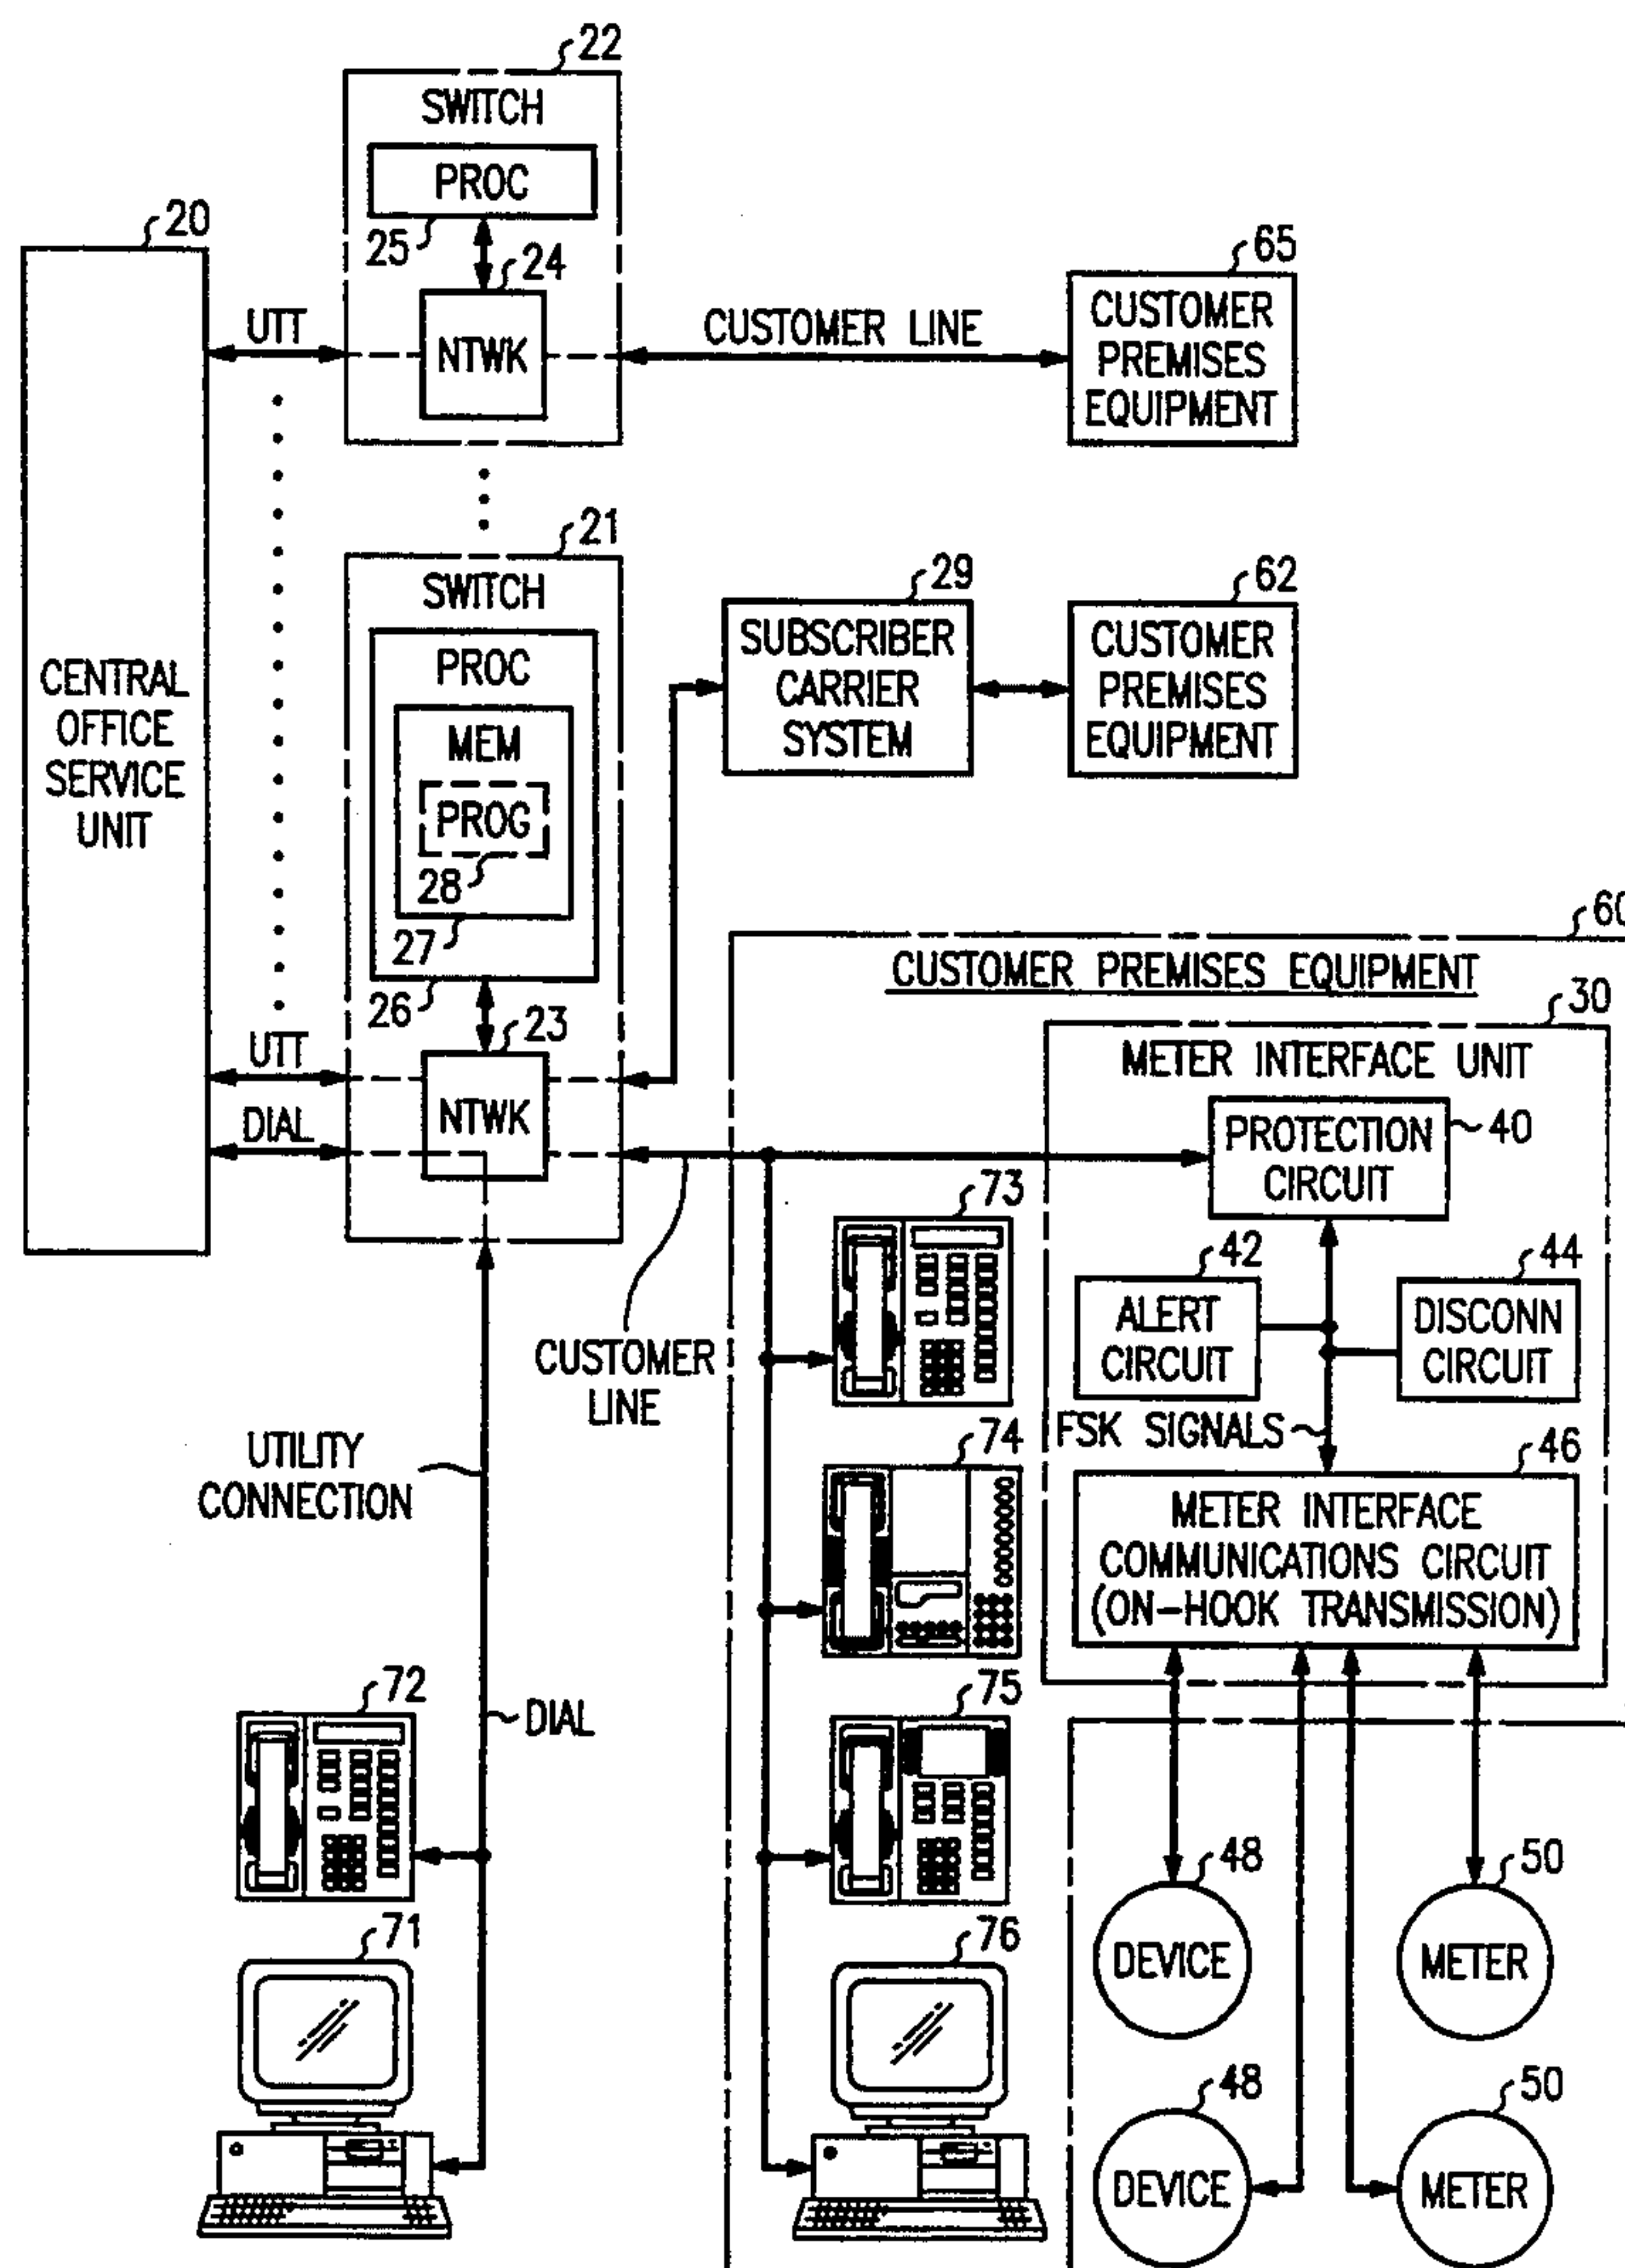 22
SWITCH
PROC
25
24
NTWK
20
UTT
CUSTOMER LINE
65
CUSTOMER
PREMISES
EQUIPMENT
21
SWITCH
PROC
MEM
PROG
28
27
26
23
NTWK
29
SUBSCRIBER
CARRIER
SYSTEM
62
CUSTOMER
PREMISES
EQUIPMENT
CENTRAL
OFFICE
SERVICE
UNIT
UTT
DIAL
60
CUSTOMER PREMISES EQUIPMENT
30
METER INTERFACE UNIT
PROTECTION
CIRCUIT
40
42
ALERT
CIRCUIT
44
DISCONN
CIRCUIT
FSK SIGNALS
46
METER INTERFACE
COMMUNICATIONS CIRCUIT
(ON-HOOK TRANSMISSION)
CUSTOMER
LINE
73
74
75
76
UTILITY
CONNECTION
DIAL
72
71
48
DEVICE
50
METER
48
DEVICE
50
METER